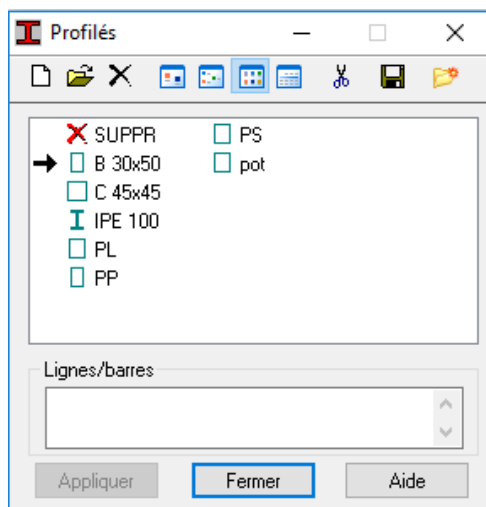 Profilés
SUPPR
B 30x50
C 45x45
IPE 100
PL
PP
PS
pot
Lignes/barres
Appliquer
Fermer
Aide